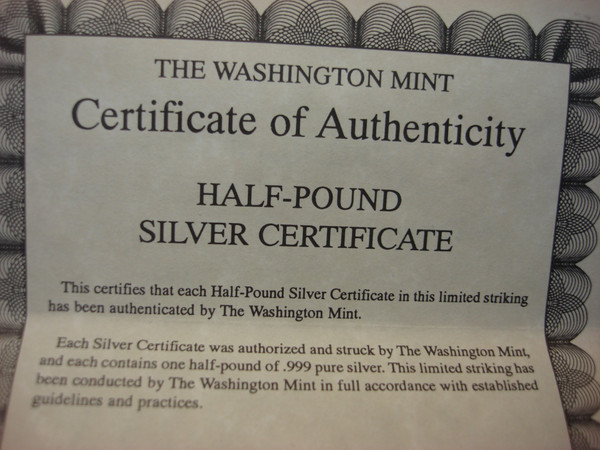 THE WASHINGTON MINT
Certificate of Authenticity
HALF-POUND
SILVER CERTIFICATE
This certifies that each Half-Pound Silver Certificate in this limited striking
has been authenticated by The Washington Mint.
Each Silver Certificate was authorized and struck by The Washington Mint,
and each contains one half-pound of .999 pure silver. This limited striking has
been conducted by The Washington Mint in full accordance with established
guidelines and practices.